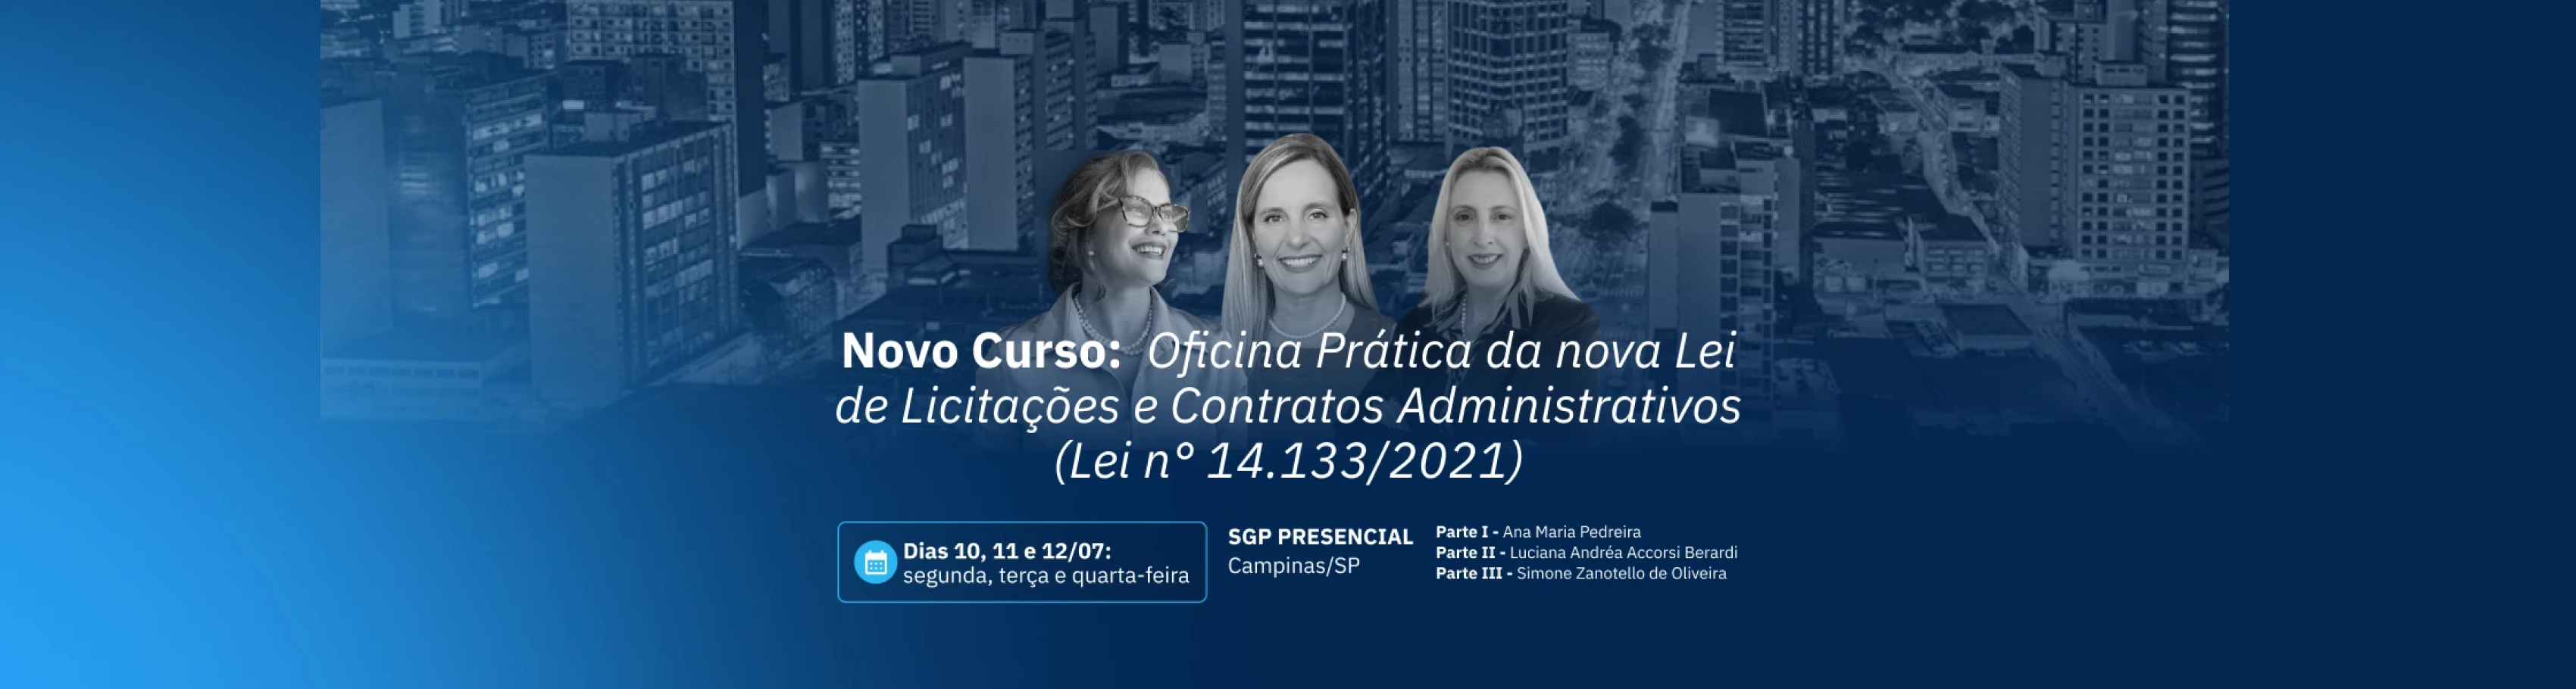 Novo Curso: Oficina Prática da nova Lei
de Licitações e Contratos Administrativos
(Lei n° 14.133/2021)
Dias 10, 11 e 12/07:
segunda, terça e quarta-feira
SGP PRESENCIAL
Campinas/SP
Parte I - Ana Maria Pedreira
Parte II - Luciana Andréa Accorsi Berardi
Parte III - Simone Zanotello de Oliveira